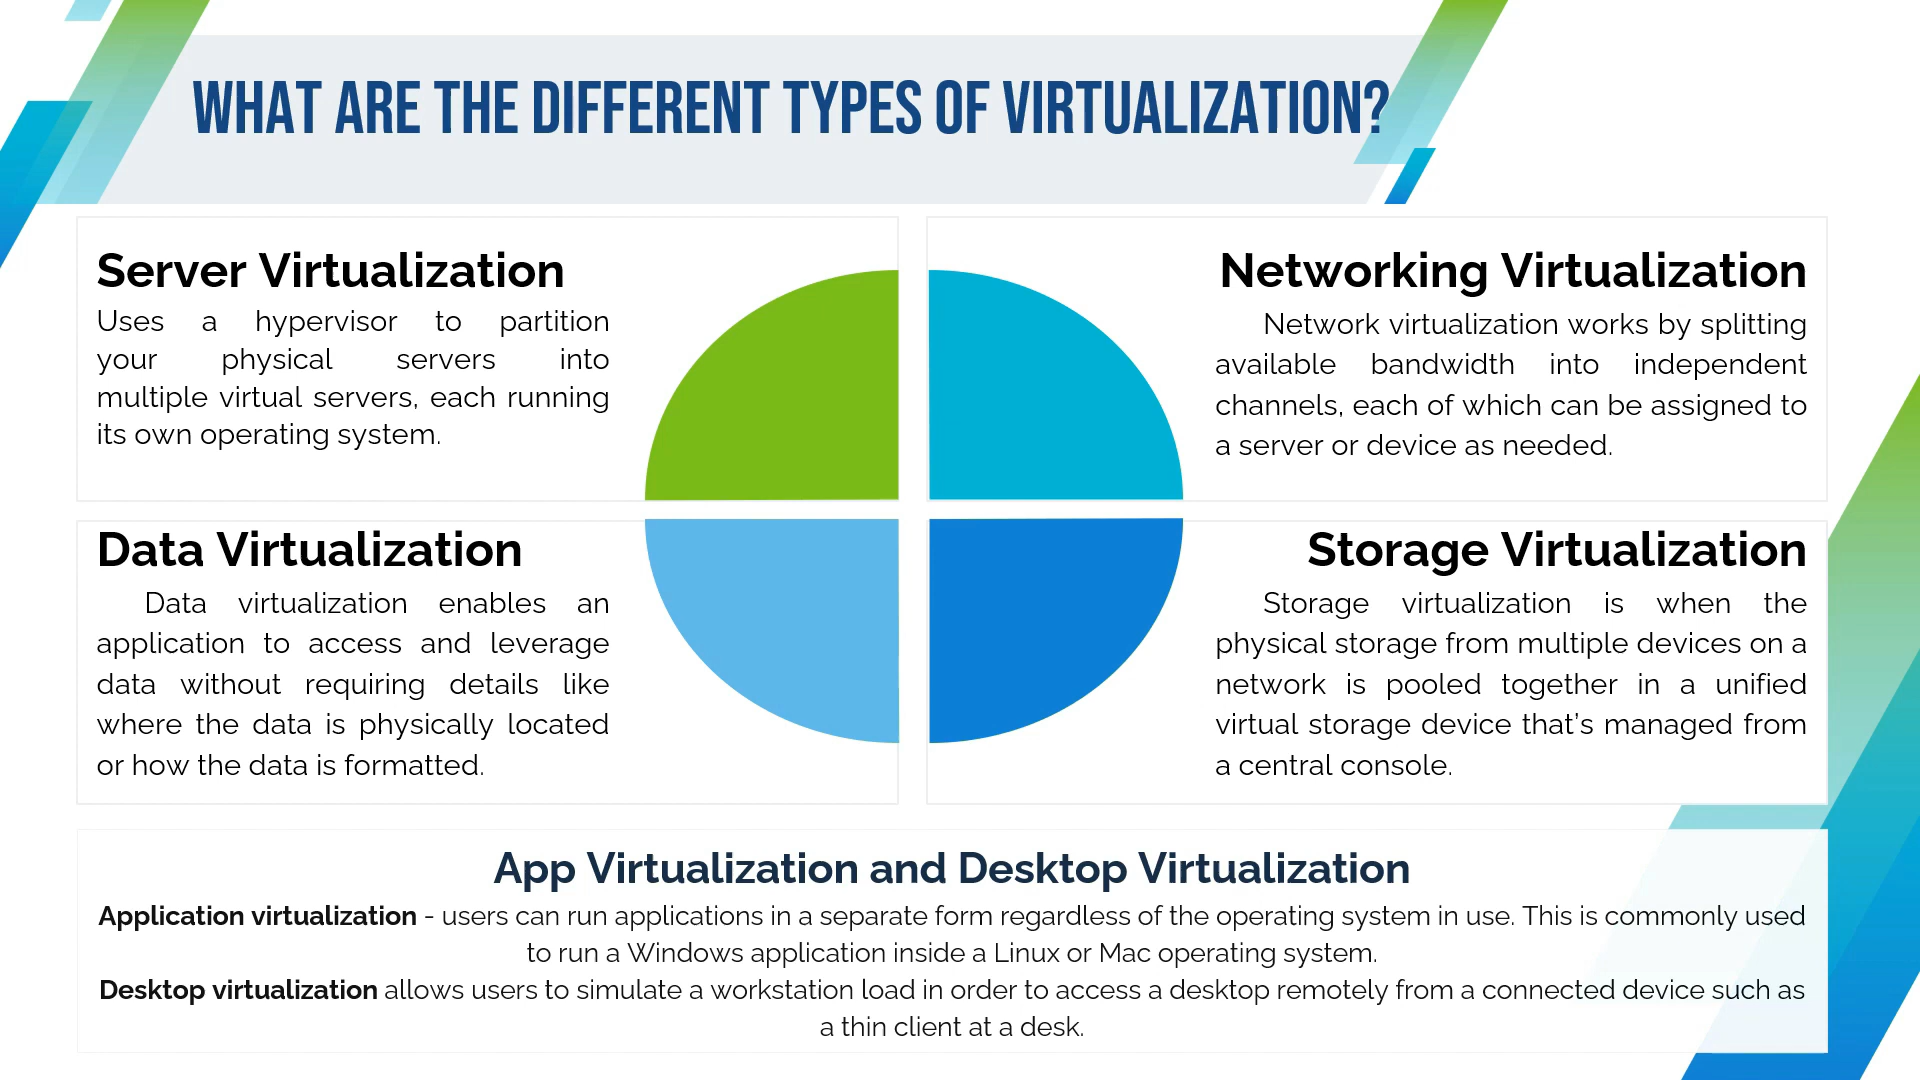 WHAT ARE THE DIFFERENT TYPES OF VIRTUALIZATION?
Server Virtualization
Uses a hypervisor to partition
your physical servers into
multiple virtual servers, each running
its own operating system.
Networking Virtualization
Network virtualization works by splitting
available bandwidth into independent
channels, each of which can be assigned to
a server or device as needed.
Data Virtualization
Data virtualization enables an
application to access and leverage
data without requiring details like
where the data is physically located
or how the data is formatted.
Storage Virtualization
Storage virtualization is when the
physical storage from multiple devices on a
network is pooled together in a unified
virtual storage device that’s managed from
a central console.
App Virtualization and Desktop Virtualization
Application virtualization - users can run applications in a separate form regardless of the operating system in use. This is commonly used
to run a Windows application inside a Linux or Mac operating system.
Desktop virtualization allows users to simulate a workstation load in order to access a desktop remotely from a connected device such as
a thin client at a desk.